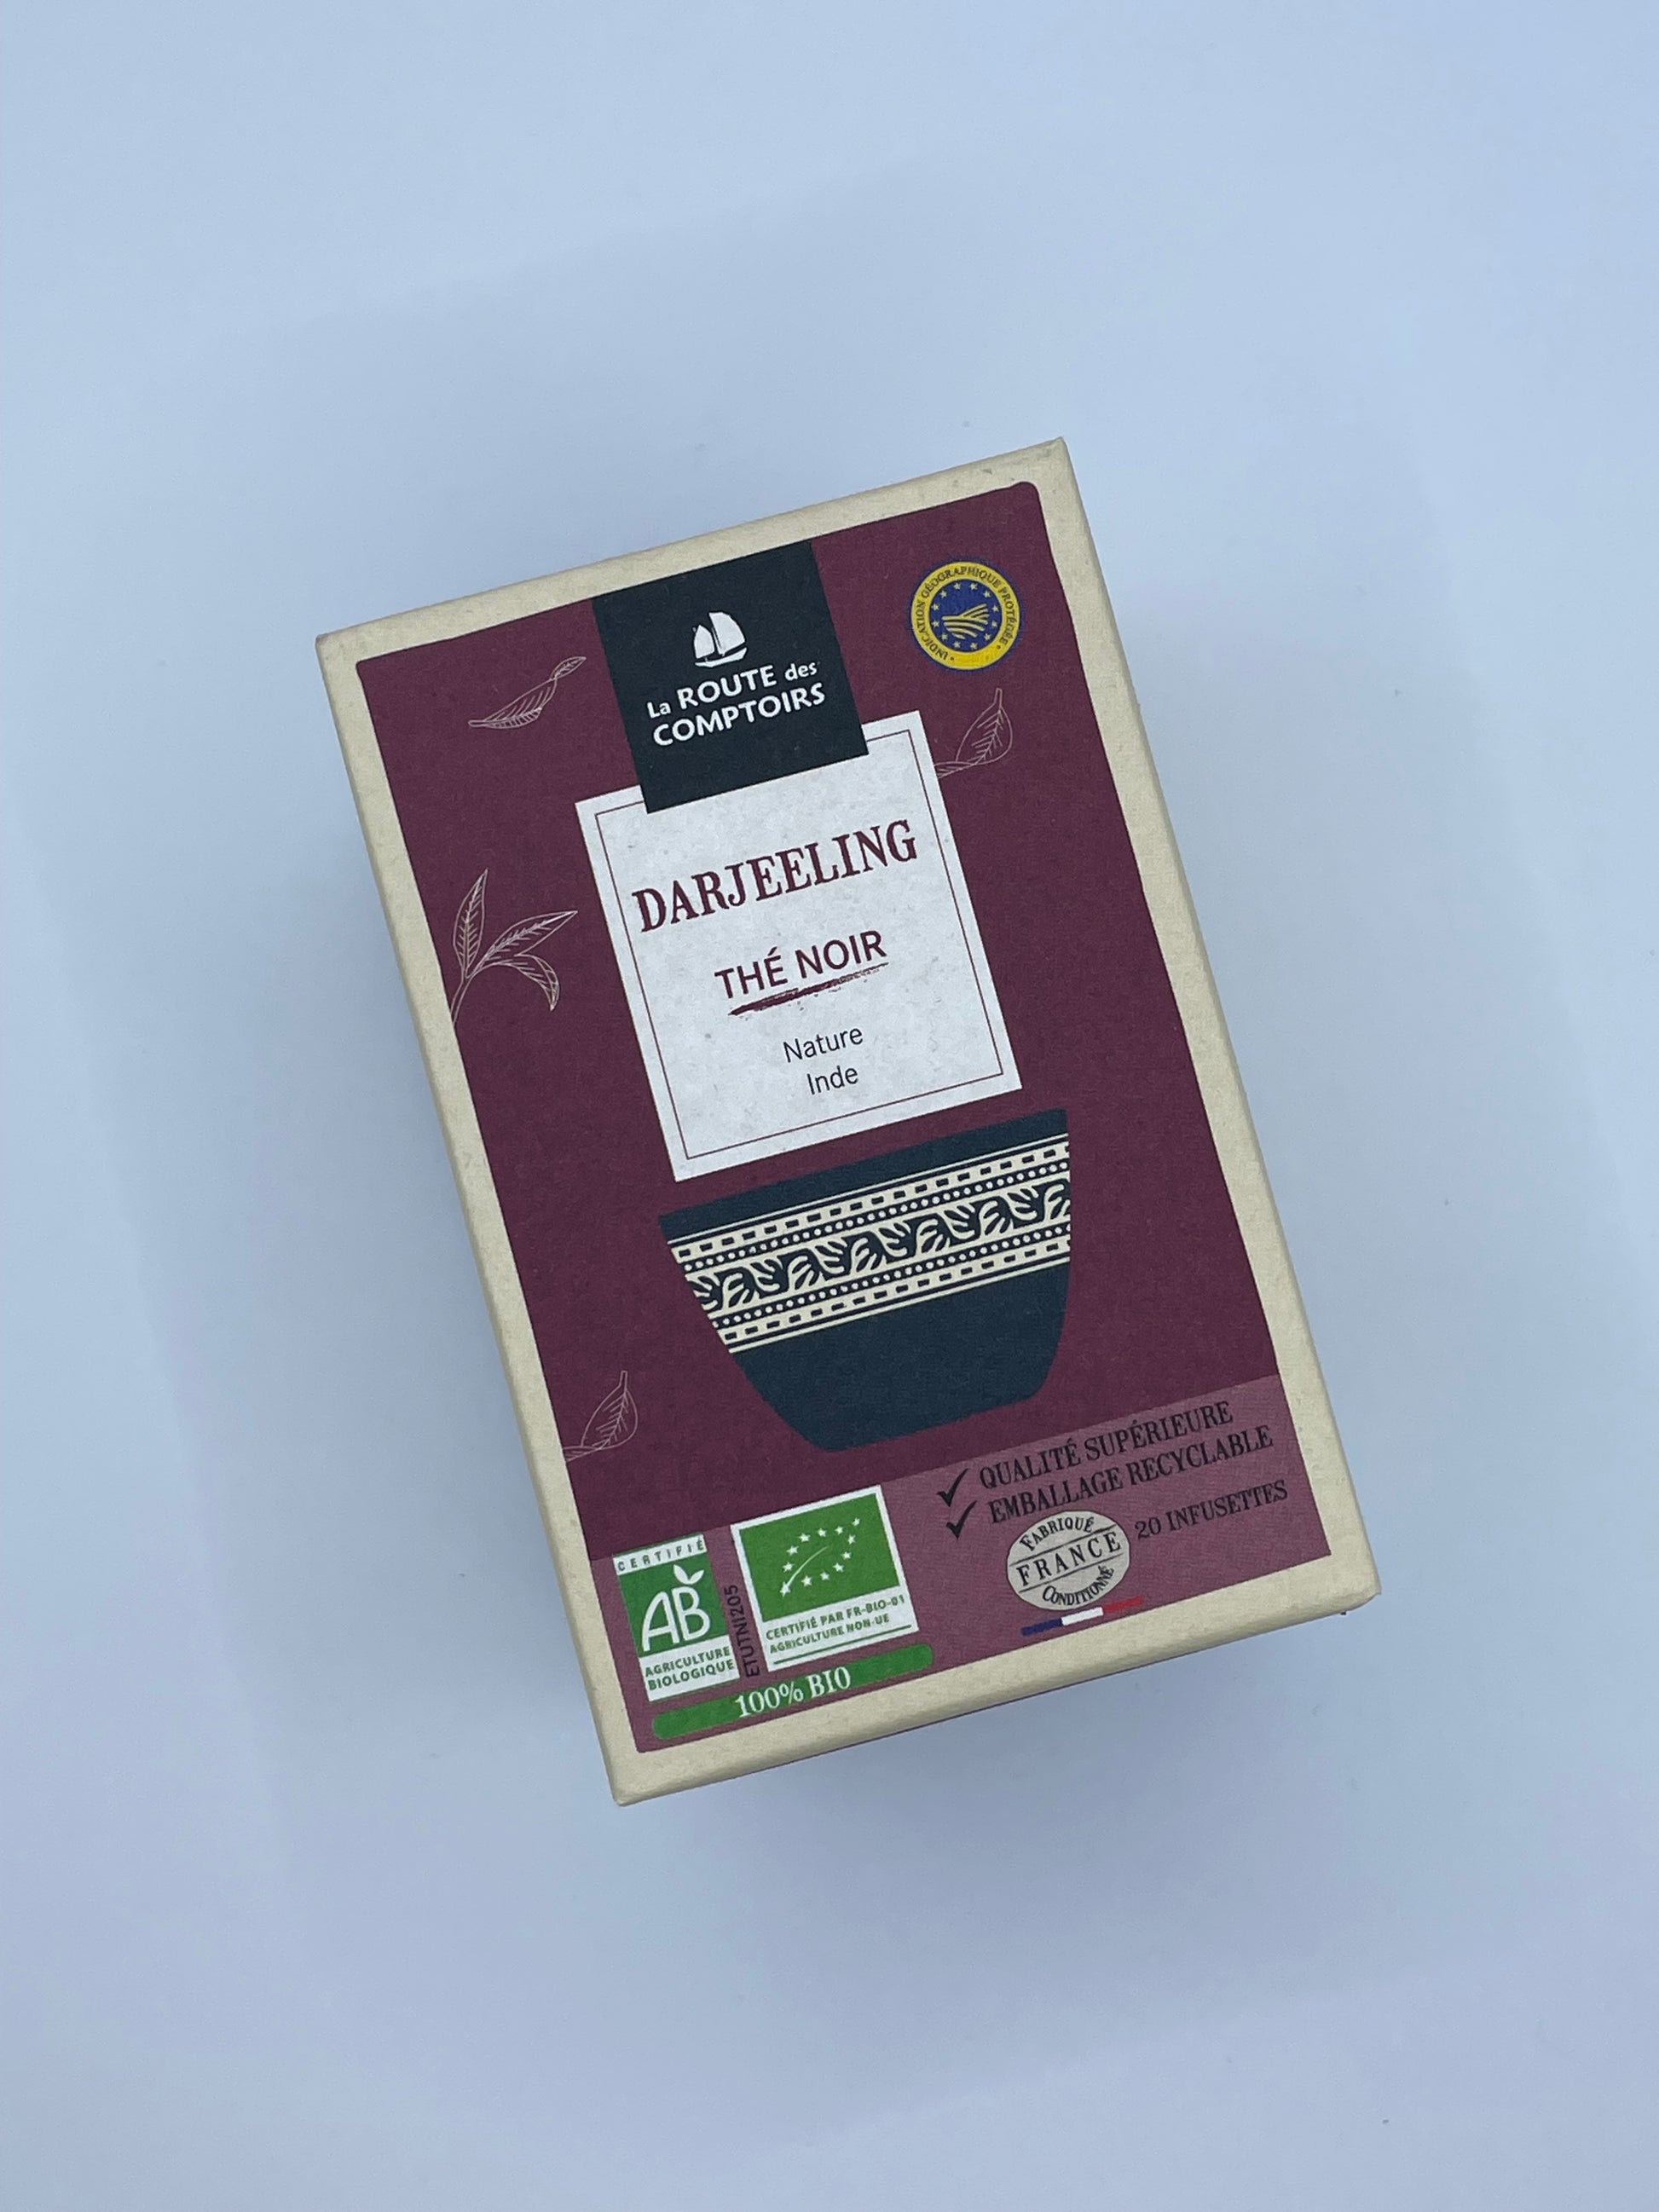 INDICATION GÉOGRAPHIQUE PROTÉGÉE
La ROUTE des
COMPTOIRS
DARJEELING
THÉ NOIR
Nature
Inde
QUALITÉ SUPÉRIEURE
EMBALLAGE RECYCLABLE
20 INFUSETTES
FABRIQUÉ
FRANCE
CONDITIONNÉ
CERTIFIÉ
AB
AGRICULTURE
BIOLOGIQUE
ETUTNI205
CERTIFIÉ PAR FR-BIO-01
AGRICULTURE NON-UE
100% BIO